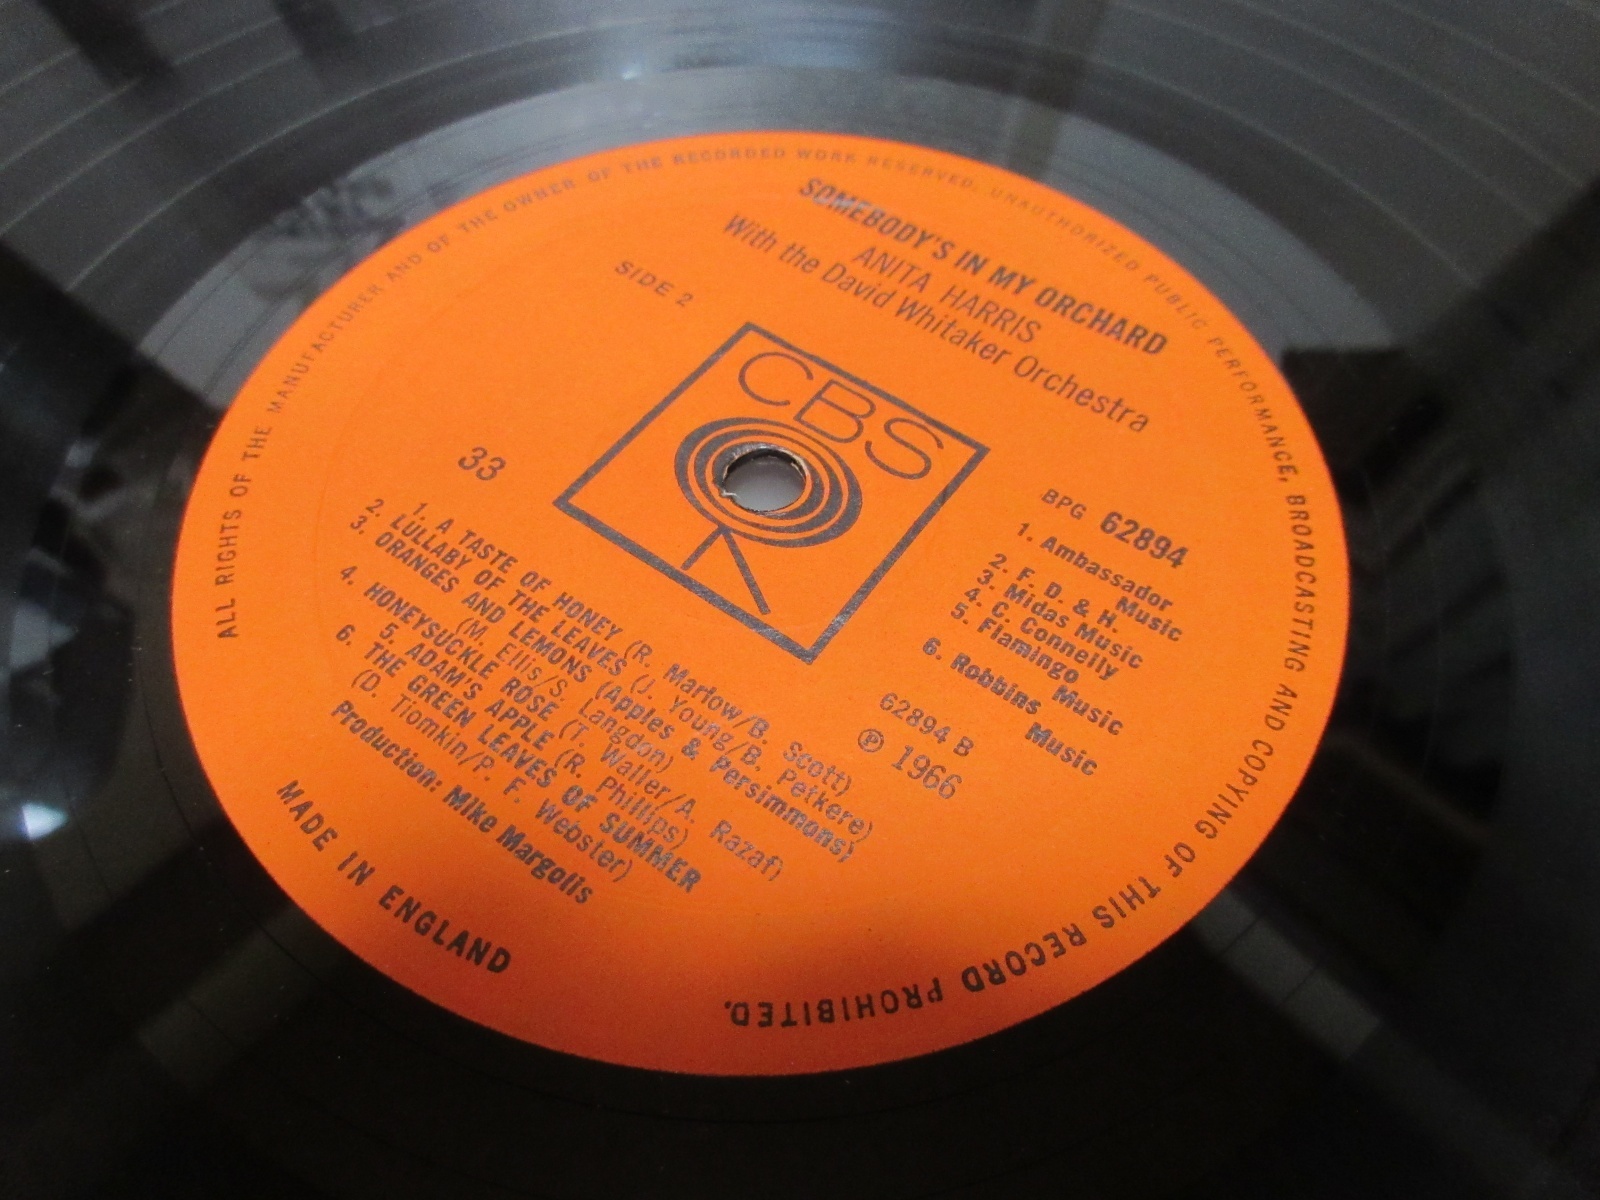 ALL RIGHTS OF THE MANUFACTURER AND OF THE OWNER OF THE RECORDED WORK RESERVED. UNAUTHORIZED PUBLIC PERFORMANCE, BROADCASTING AND COPYING OF THIS RECORD PROHIBITED.
SOMEBODY'S IN MY ORCHARD
ANITA HARRIS
With the David Whitaker Orchestra
SIDE 2
CBS
33
BPG 62894
1. Ambassador
2. F. D. & H. Music
3. Midas Music
4. C. Connelly
5. Flamingo Music
6. Robbins Music
62894 B
℗ 1966
1. A TASTE OF HONEY (R. Marlow/B. Scott)
2. LULLABY OF THE LEAVES (J. Young/B. Petkere)
3. ORANGES AND LEMONS (Apples & Persimmons)
(M. Ellis/S. Langdon)
4. HONEYSUCKLE ROSE (T. Waller/A. Razaf)
5. ADAM'S APPLE (R. Phillips)
6. THE GREEN LEAVES OF SUMMER
(D. Tiomkin/P. F. Webster)
Production: Mike Margolis
MADE IN ENGLAND